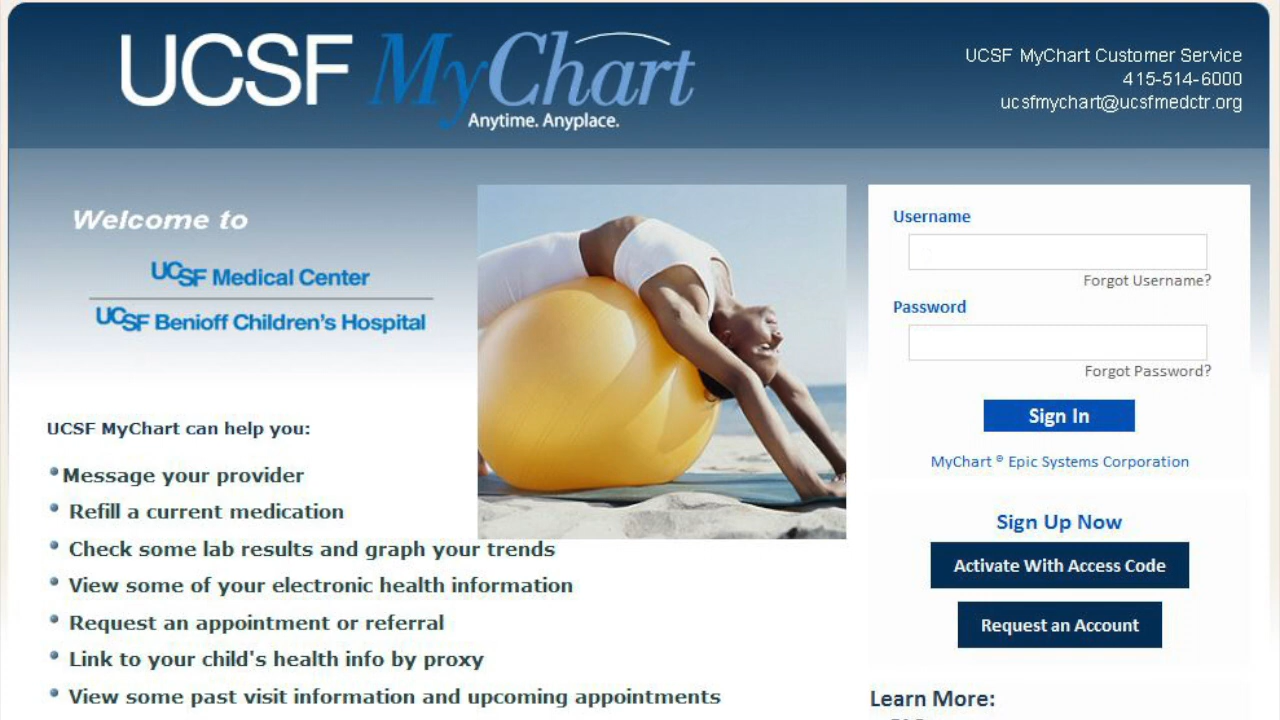 UCSF MyChart
Anytime. Anyplace.
UCSF MyChart Customer Service
415-514-6000
ucsfmychart@ucsfmedctr.org
Welcome to
UCSF Medical Center
UCSF Benioff Children's Hospital
UCSF MyChart can help you:
Message your provider
Refill a current medication
Check some lab results and graph your trends
View some of your electronic health information
Request an appointment or referral
Link to your child's health info by proxy
View some past visit information and upcoming appointments
Username
Forgot Username?
Password
Forgot Password?
Sign In
MyChart ® Epic Systems Corporation
Sign Up Now
Activate With Access Code
Request an Account
Learn More: